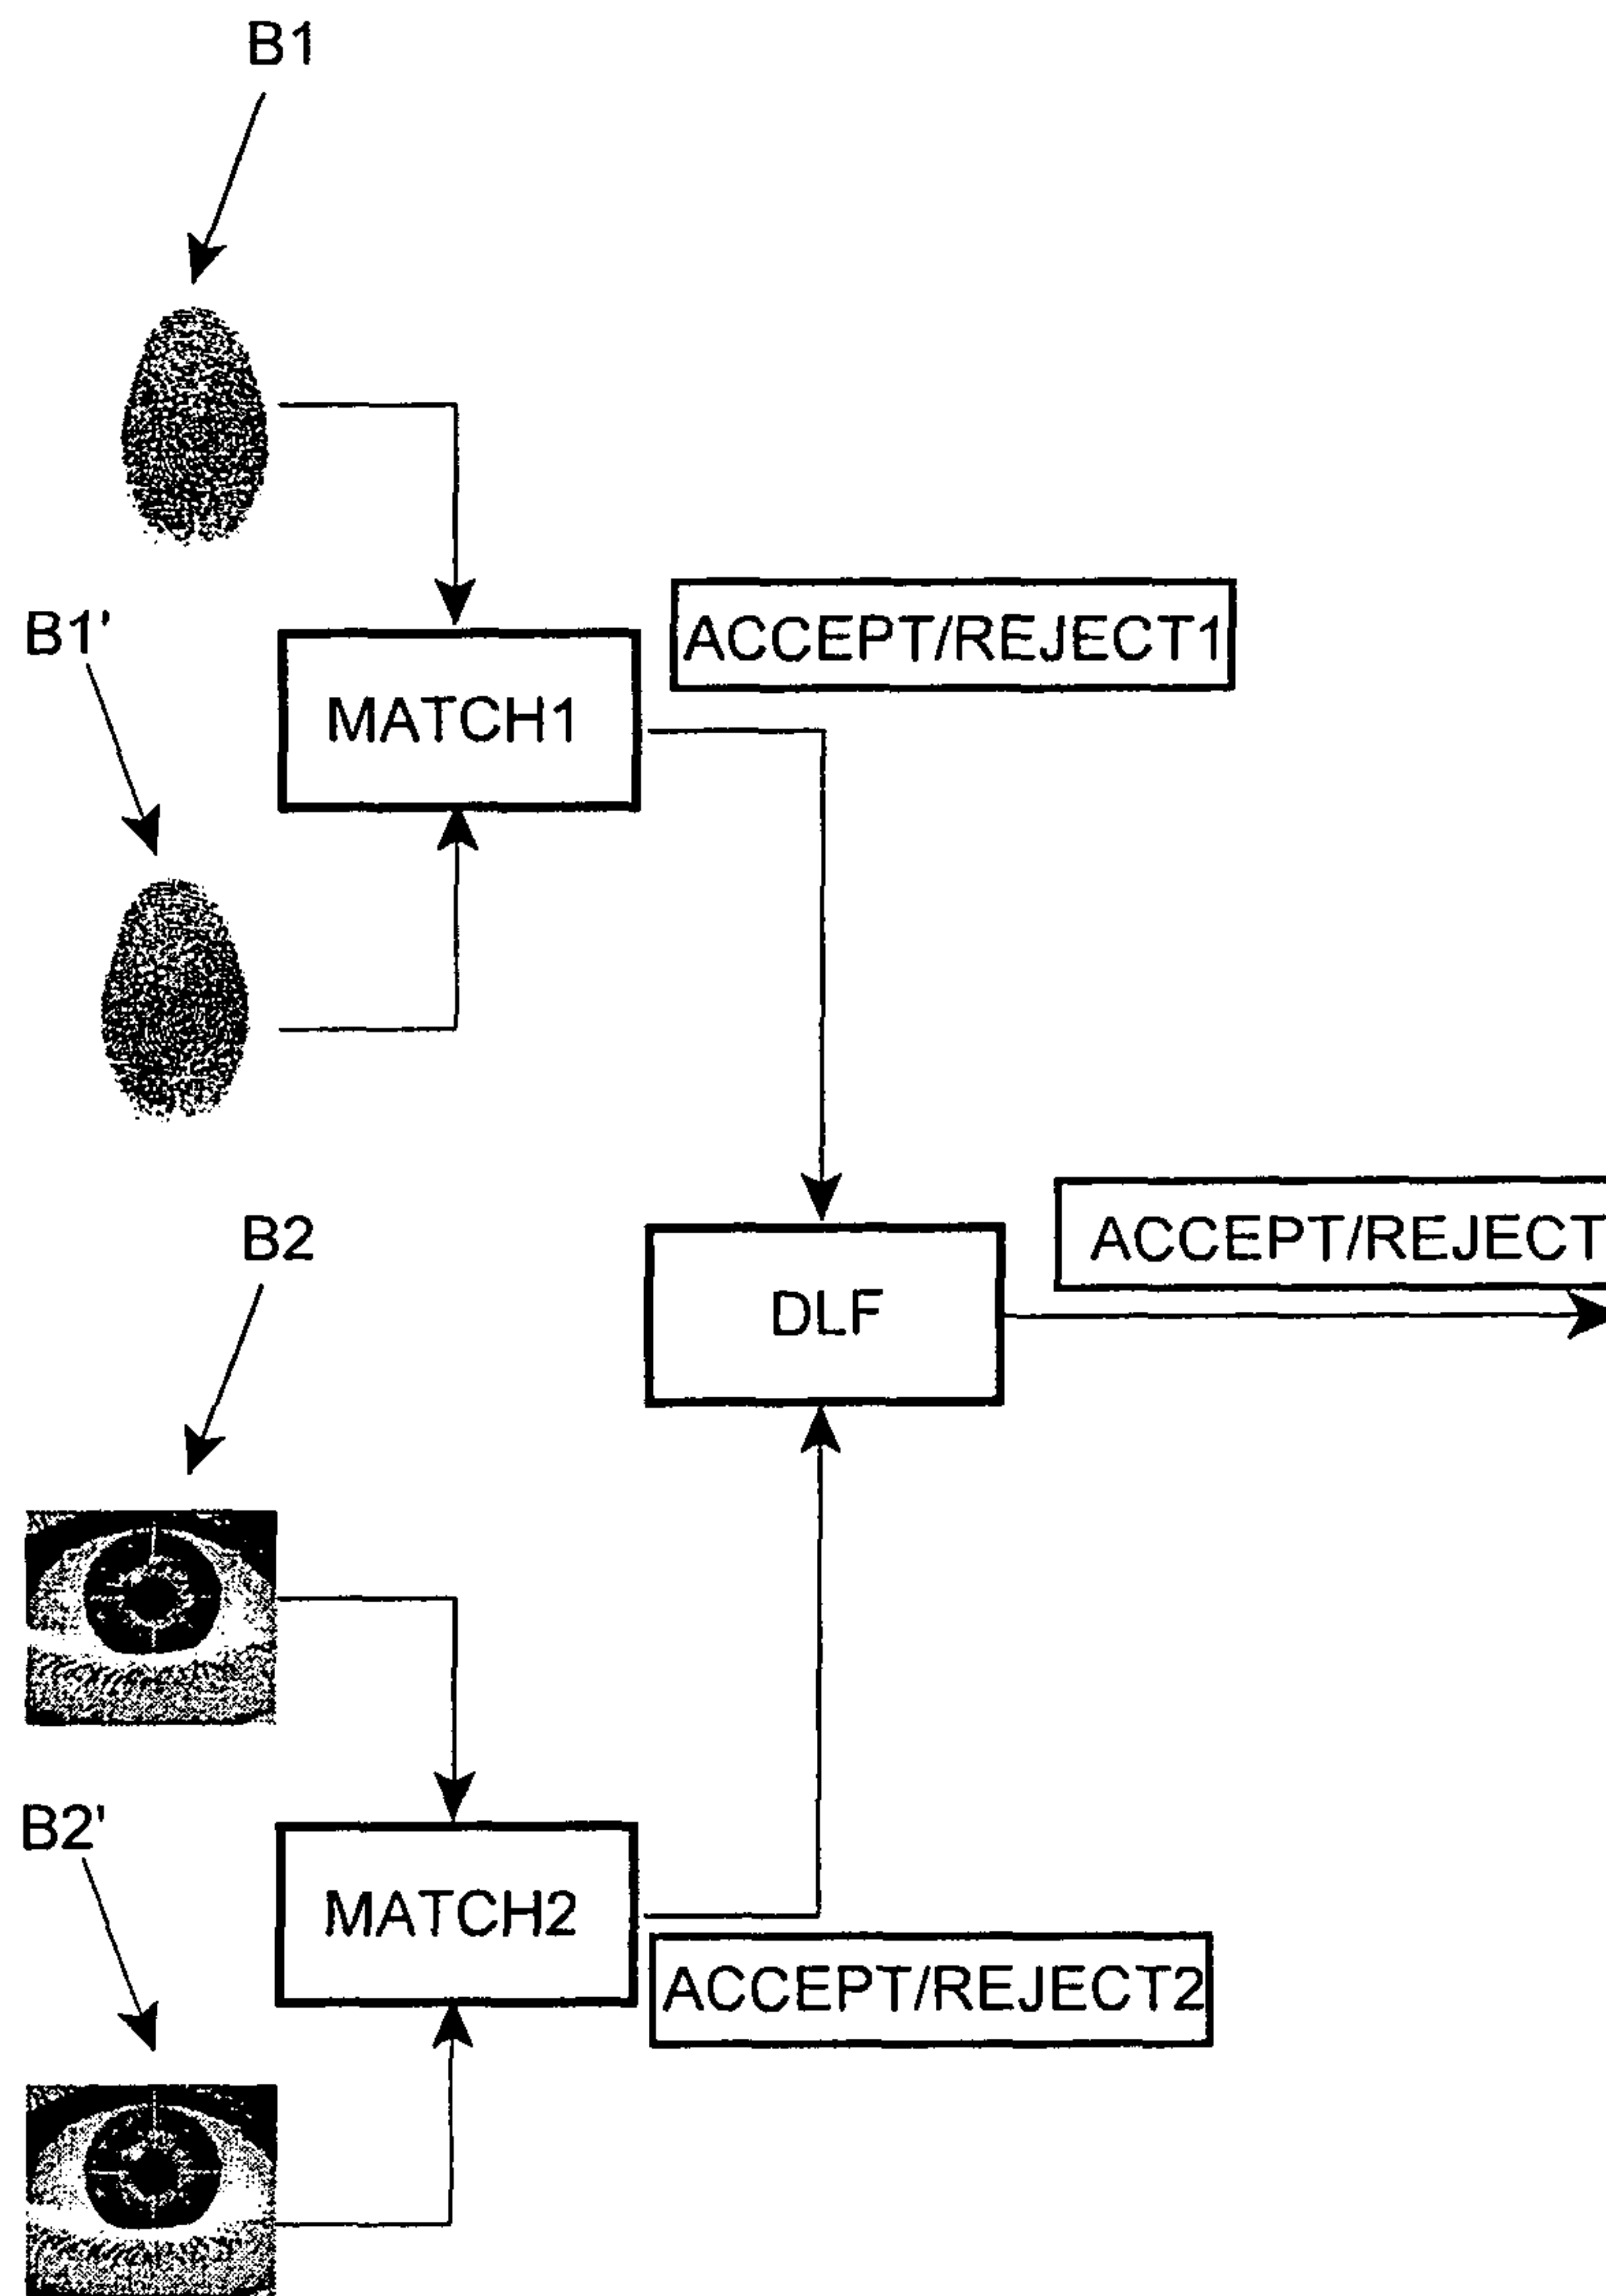 B1
B1'
ACCEPT/REJECT1
MATCH1
B2
ACCEPT/REJECT
DLF
B2'
MATCH2
ACCEPT/REJECT2